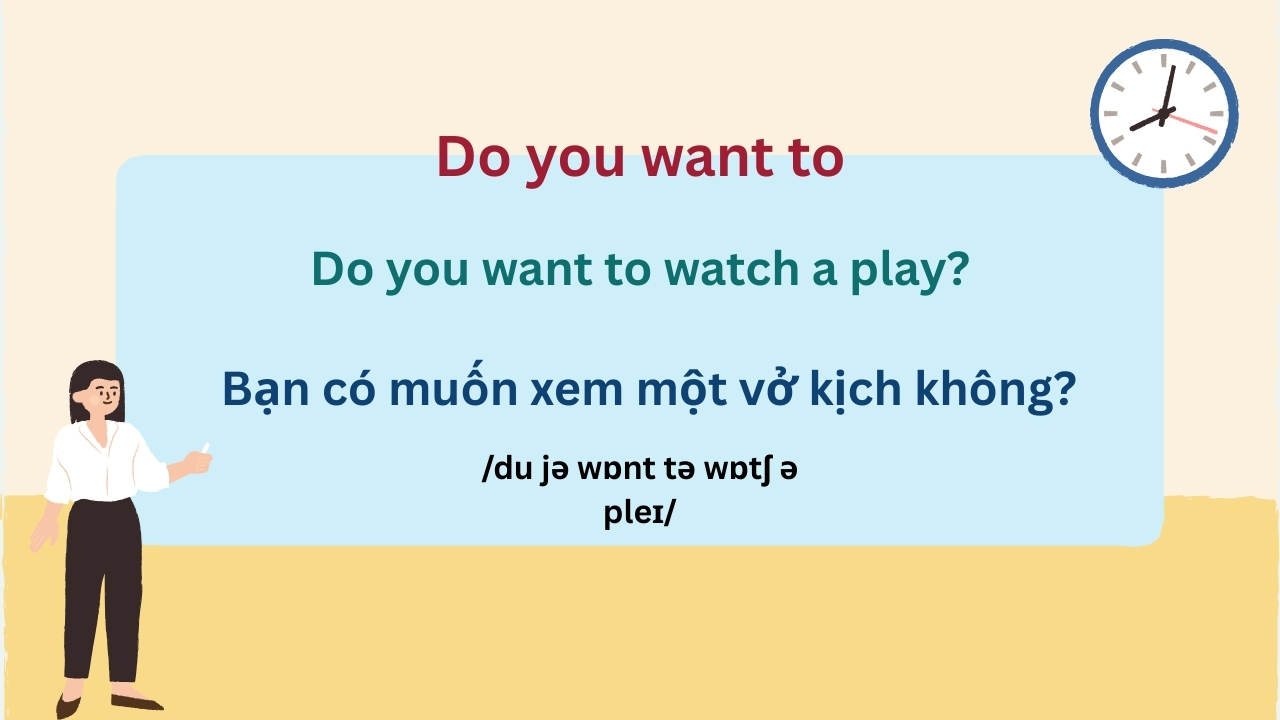 Do you want to
Do you want to watch a play?
Bạn có muốn xem một vở kịch không?
/du jə wɒnt tə wɒtʃ ə
pleɪ/